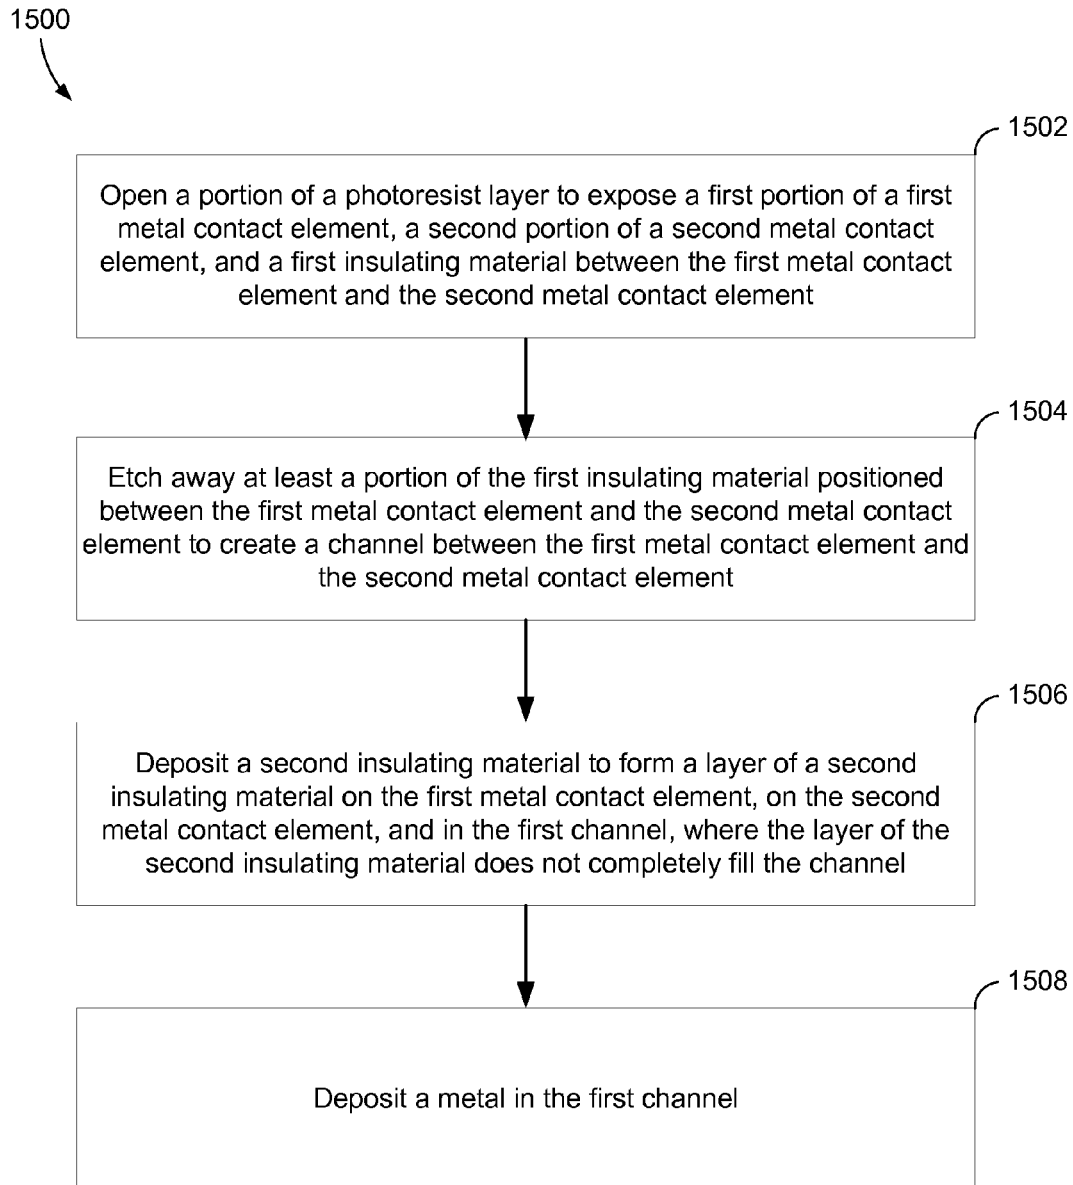 1500
1502
Open a portion of a photoresist layer to expose a first portion of a first
metal contact element, a second portion of a second metal contact
element, and a first insulating material between the first metal contact
element and the second metal contact element
1504
Etch away at least a portion of the first insulating material positioned
between the first metal contact element and the second metal contact
element to create a channel between the first metal contact element and
the second metal contact element
1506
Deposit a second insulating material to form a layer of a second
insulating material on the first metal contact element, on the second
metal contact element, and in the first channel, where the layer of the
second insulating material does not completely fill the channel
1508
Deposit a metal in the first channel